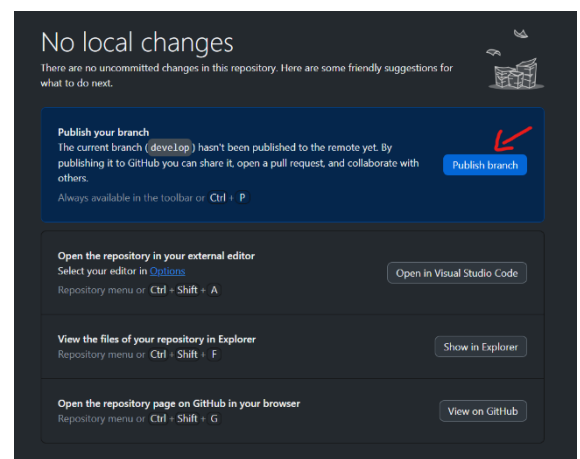 No local changes
There are no uncommitted changes in this repository. Here are some friendly suggestions for
what to do next.
Publish your branch
The current branch ( develop ) hasn't been published to the remote yet. By
publishing it to GitHub you can share it, open a pull request, and collaborate with
others.
Always available in the toolbar or Ctrl + P
Publish branch
Open the repository in your external editor
Select your editor in Options
Repository menu or Ctrl + Shift + A
Open in Visual Studio Code
View the files of your repository in Explorer
Repository menu or Ctrl + Shift + F
Show in Explorer
Open the repository page on GitHub in your browser
Repository menu or Ctrl + Shift + G
View on GitHub